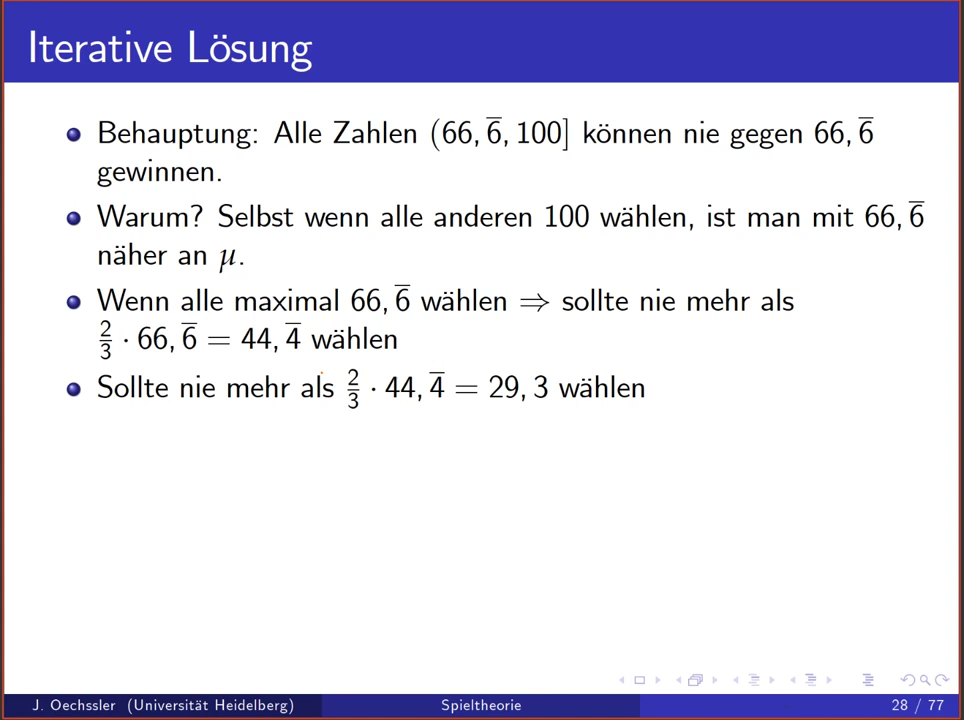 Iterative Lösung
Behauptung: Alle Zahlen (66, 6̅, 100] können nie gegen 66, 6̅
gewinnen.
Warum? Selbst wenn alle anderen 100 wählen, ist man mit 66, 6̅
näher an μ.
Wenn alle maximal 66, 6̅ wählen ⇒ sollte nie mehr als
2/3 · 66, 6̅ = 44, 4̅ wählen
Sollte nie mehr als 2/3 · 44, 4̅ = 29, 3 wählen
J. Oechssler (Universität Heidelberg) Spieltheorie 28 / 77